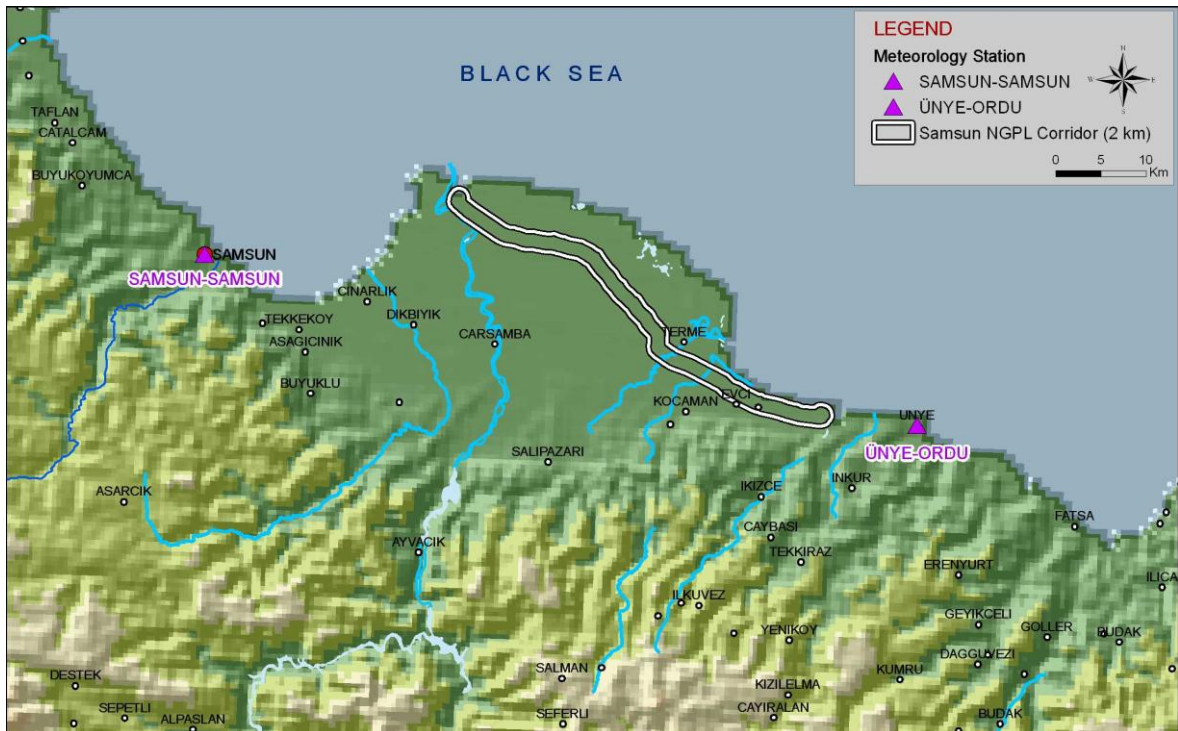 LEGEND
Meteorology Station
SAMSUN-SAMSUN
ÜNYE-ORDU
Samsun NGPL Corridor (2 km)
N
W
E
S
0 5 10
Km
BLACK SEA
TAFLAN
CATALCAM
BUYUKOYUMCA
SAMSUN
SAMSUN-SAMSUN
CINARLIK
TEKKEKOY
DIKBIYIK
ASAGICINIK
CARSAMBA
TERME
BUYUKLU
EVCI
KOCAMAN
UNYE
ÜNYE-ORDU
SALIPAZARI
ASARCIK
IKIZCE
INKUR
FATSA
CAYBASI
AYVACIK
TEKKIRAZ
ERENYURT
ILICA
ILKUVEZ
GEYIKCELI
YENIKOY
GOLLER
BUDAK
DAGGUVEZI
SALMAN
KUMRU
DESTEK
KIZILELMA
SEPETLI
SEFERLI
CAYIRALAN
BUDAK
ALPASLAN